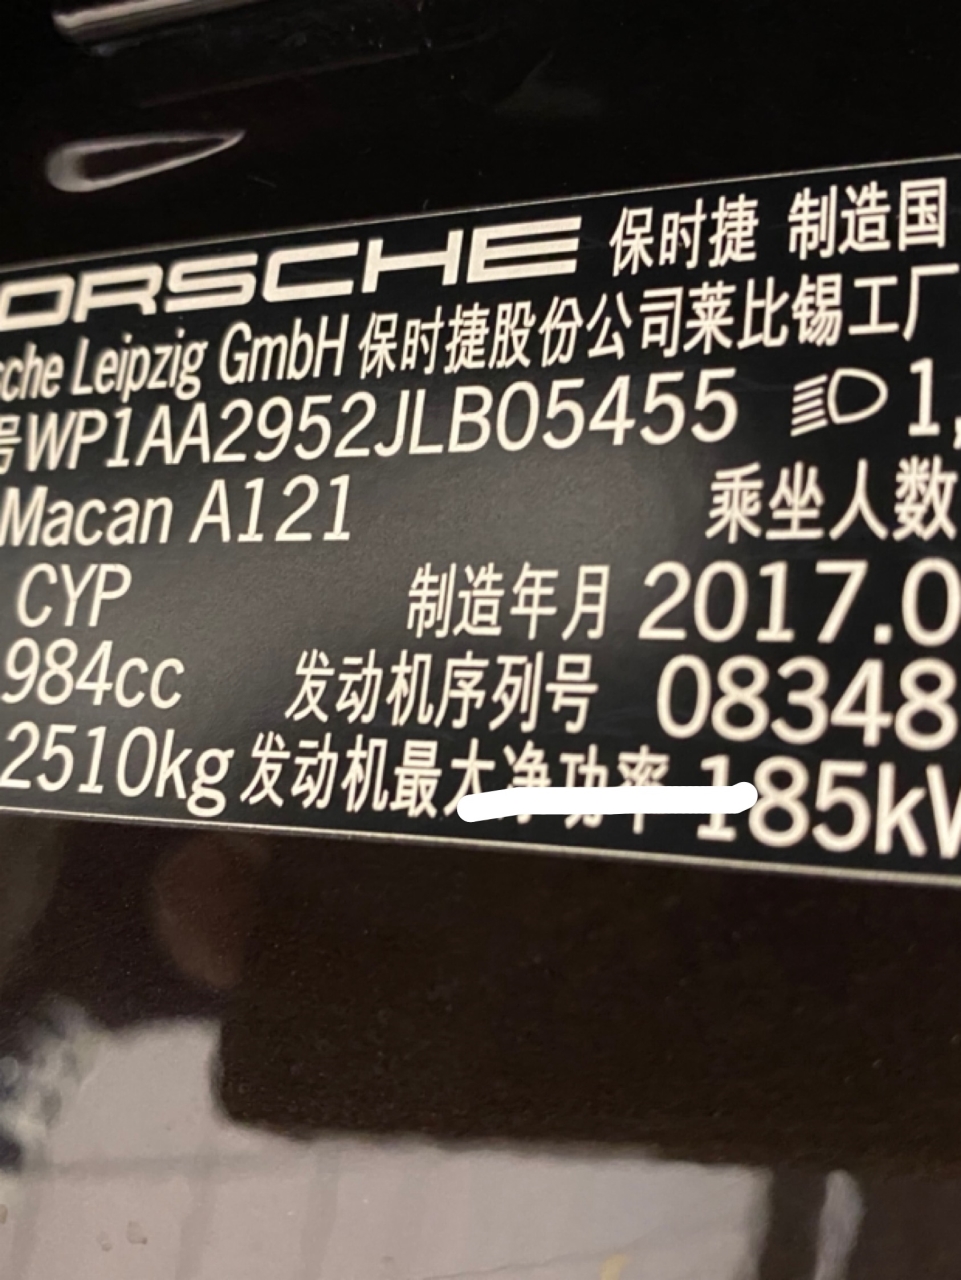 ORSCHE 保时捷 制造国
sche Leipzig GmbH 保时捷股份公司莱比锡工厂
号WP1AA2952JLB05455 1,
Macan A121 乘坐人数
CYP 制造年月 2017.0
984cc 发动机序列号 08348
2510kg 发动机最大净功率 185kW